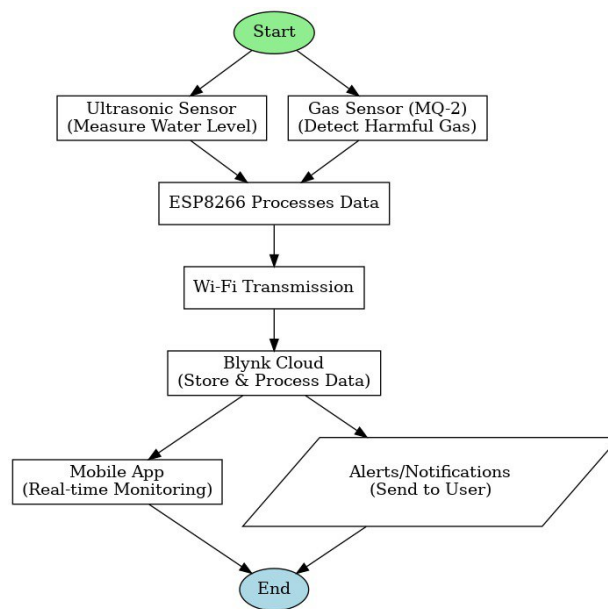 Start
Ultrasonic Sensor
(Measure Water Level)
Gas Sensor (MQ-2)
(Detect Harmful Gas)
ESP8266 Processes Data
Wi-Fi Transmission
Blynk Cloud
(Store & Process Data)
Mobile App
(Real-time Monitoring)
Alerts/Notifications
(Send to User)
End